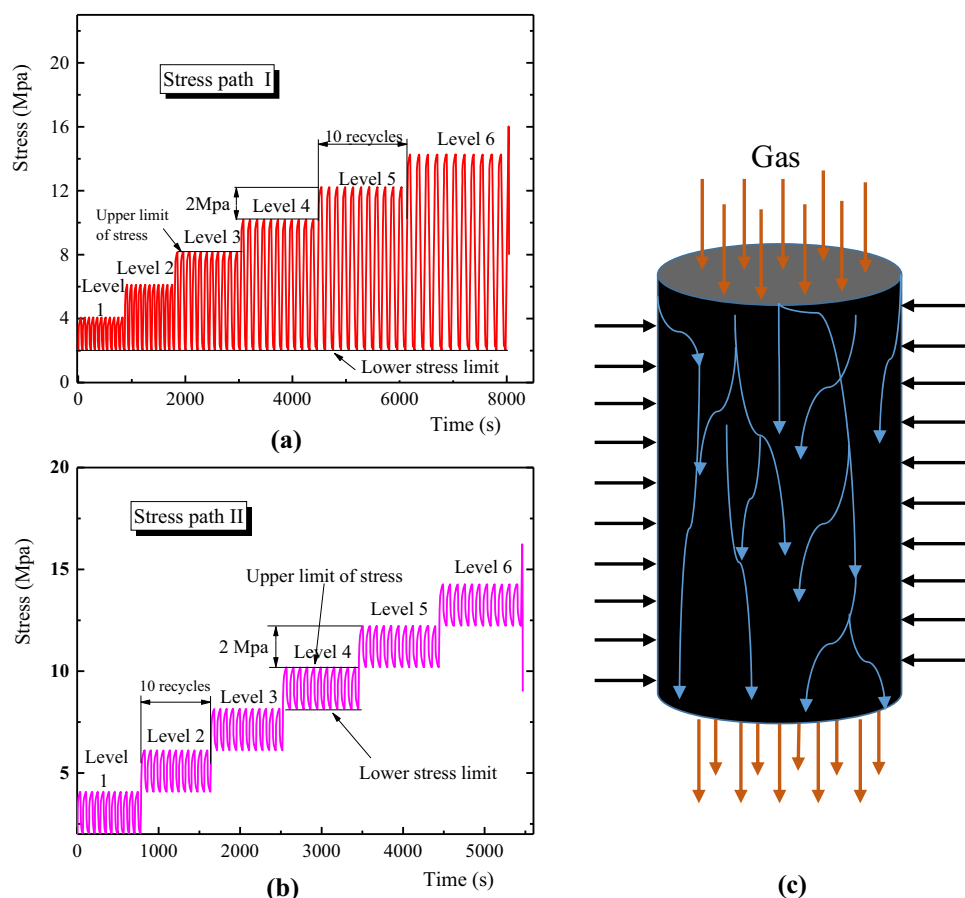 Stress (Mpa)
20
16
12
8
4
0
Stress path I
10 recycles
Level 6
Level 5
2Mpa
Level 4
Upper limit
of stress
Level 3
Level 2
Level
1
Lower stress limit
0
2000
4000
6000
8000
Time (s)
(a)
Stress (Mpa)
20
15
10
5
Stress path II
Level 6
Upper limit of stress
Level 5
2 Mpa
Level 4
10 recycles
Level 3
Level 2
Level
1
Lower stress limit
0
1000
2000
3000
4000
5000
Time (s)
(b)
Gas
(c)